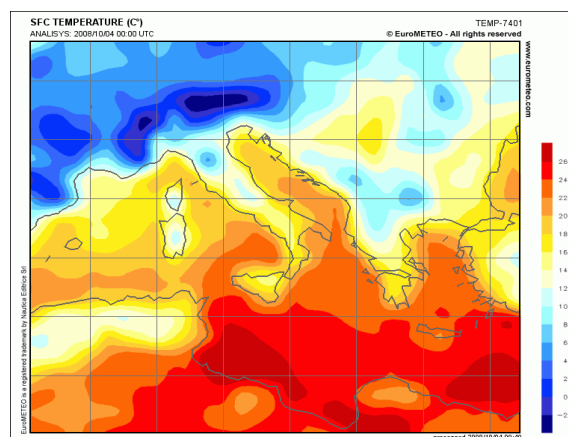 SFC TEMPERATURE (C°)
TEMP-7401
ANALISYS: 2008/10/04 00:00 UTC
© EuroMETEO - All rights reserved
www.eurometeo.com
EuroMETEO is a registered trademark by Nautica Editrice Srl
28
26
24
22
20
18
16
14
12
10
8
6
4
2
0
-2